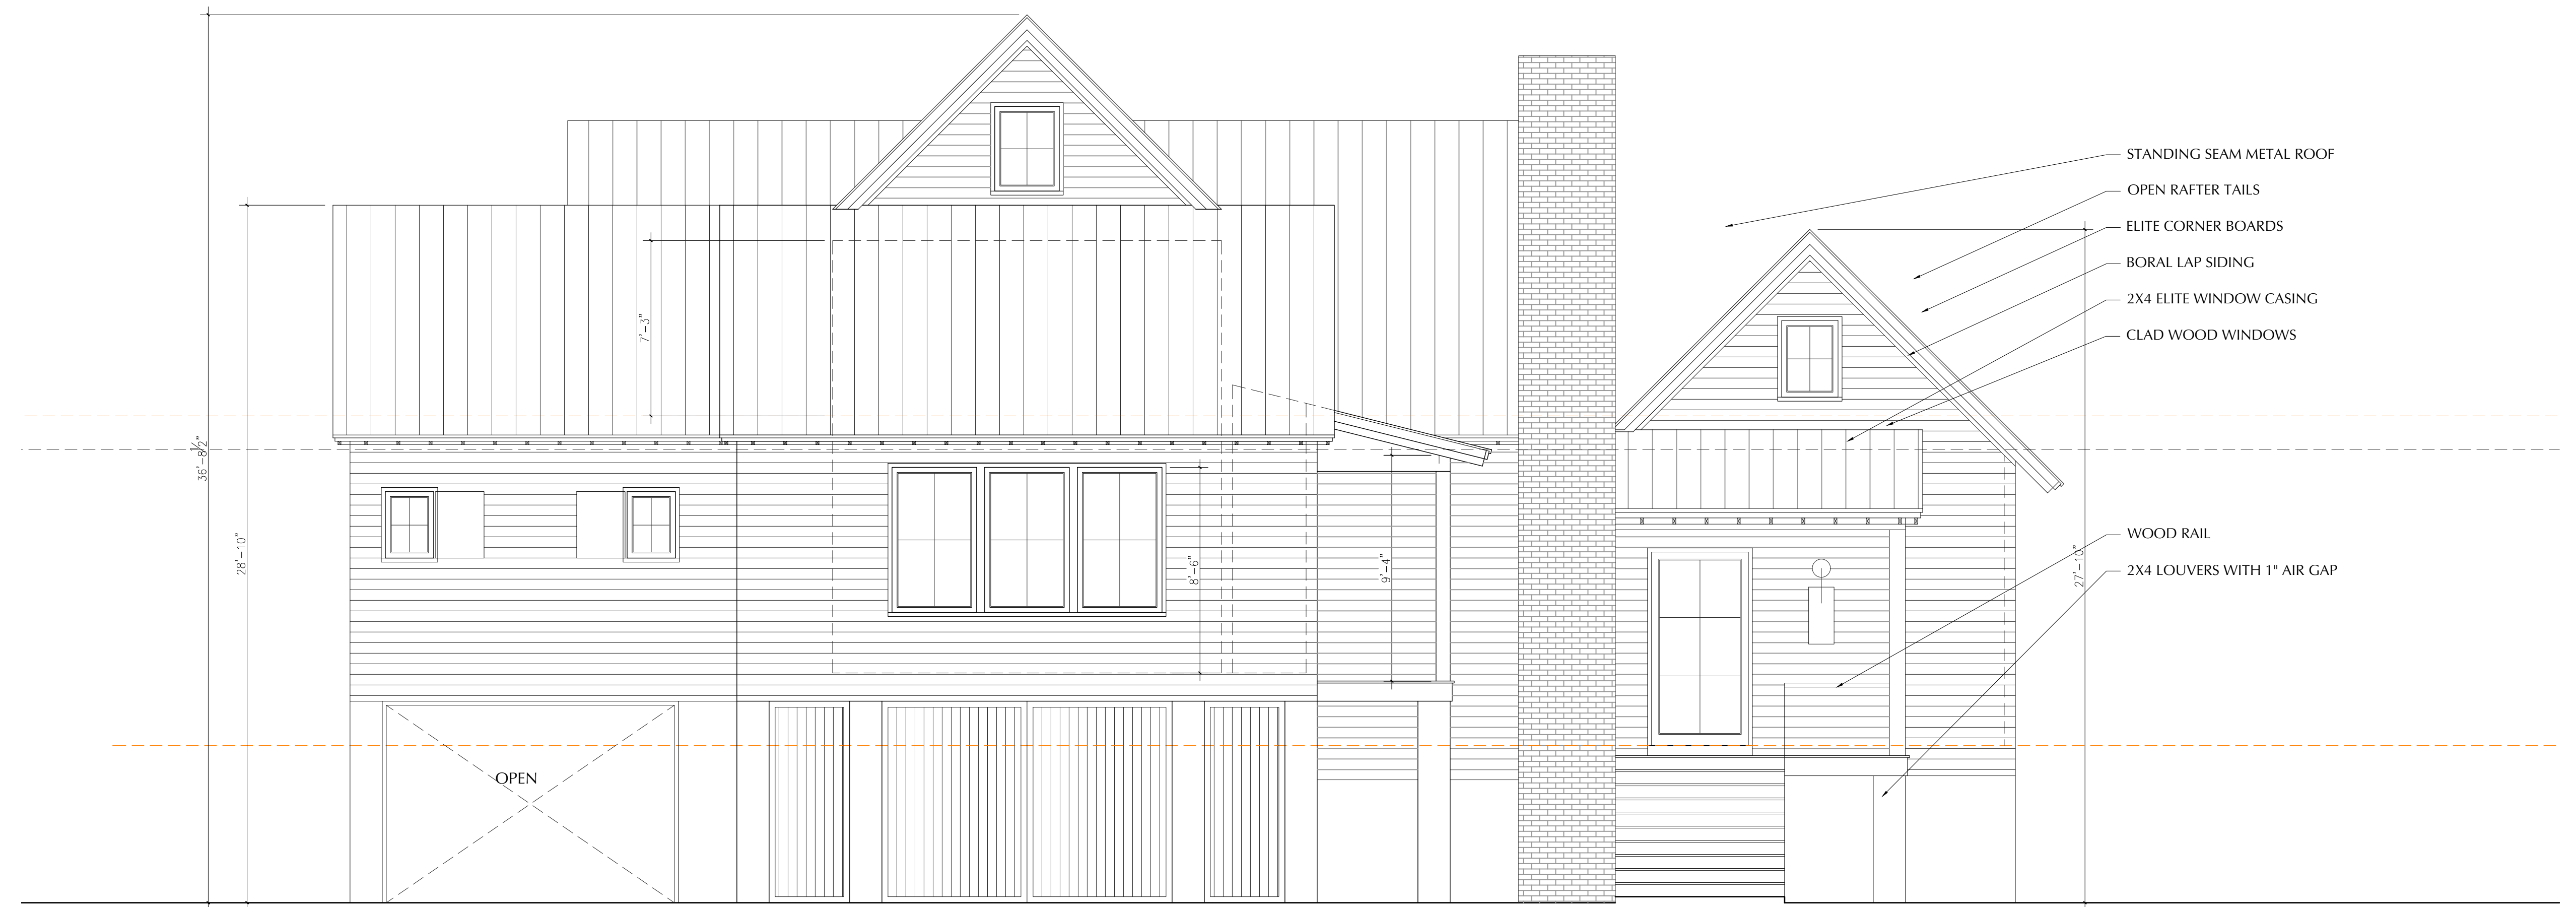 STANDING SEAM METAL ROOF
OPEN RAFTER TAILS
ELITE CORNER BOARDS
BORAL LAP SIDING
2X4 ELITE WINDOW CASING
CLAD WOOD WINDOWS
7'-3"
36'-8½"
28'-10"
8'-6"
9'-4"
27'-10"
WOOD RAIL
2X4 LOUVERS WITH 1" AIR GAP
OPEN